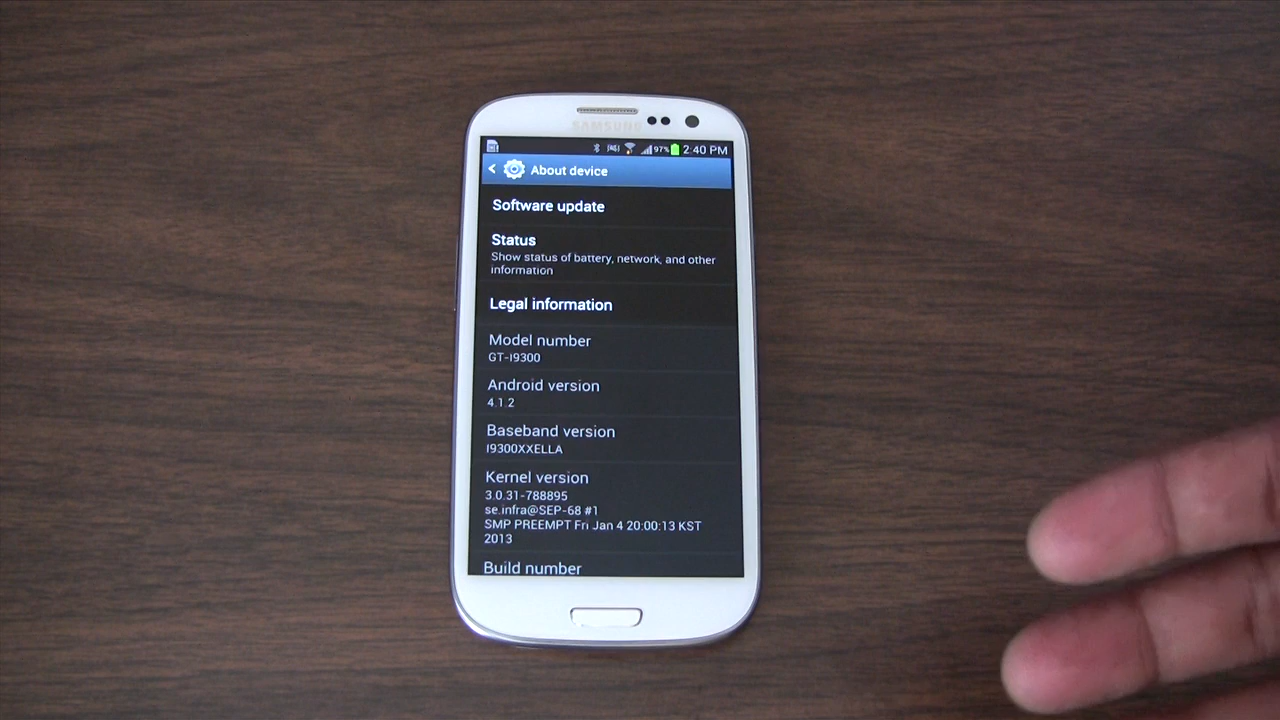 SAMSUNG
97% 2:40 PM
About device
Software update
Status
Show status of battery, network, and other
information
Legal information
Model number
GT-I9300
Android version
4.1.2
Baseband version
I9300XXELLA
Kernel version
3.0.31-788895
se.infra@SEP-68 #1
SMP PREEMPT Fri Jan 4 20:00:13 KST
2013
Build number